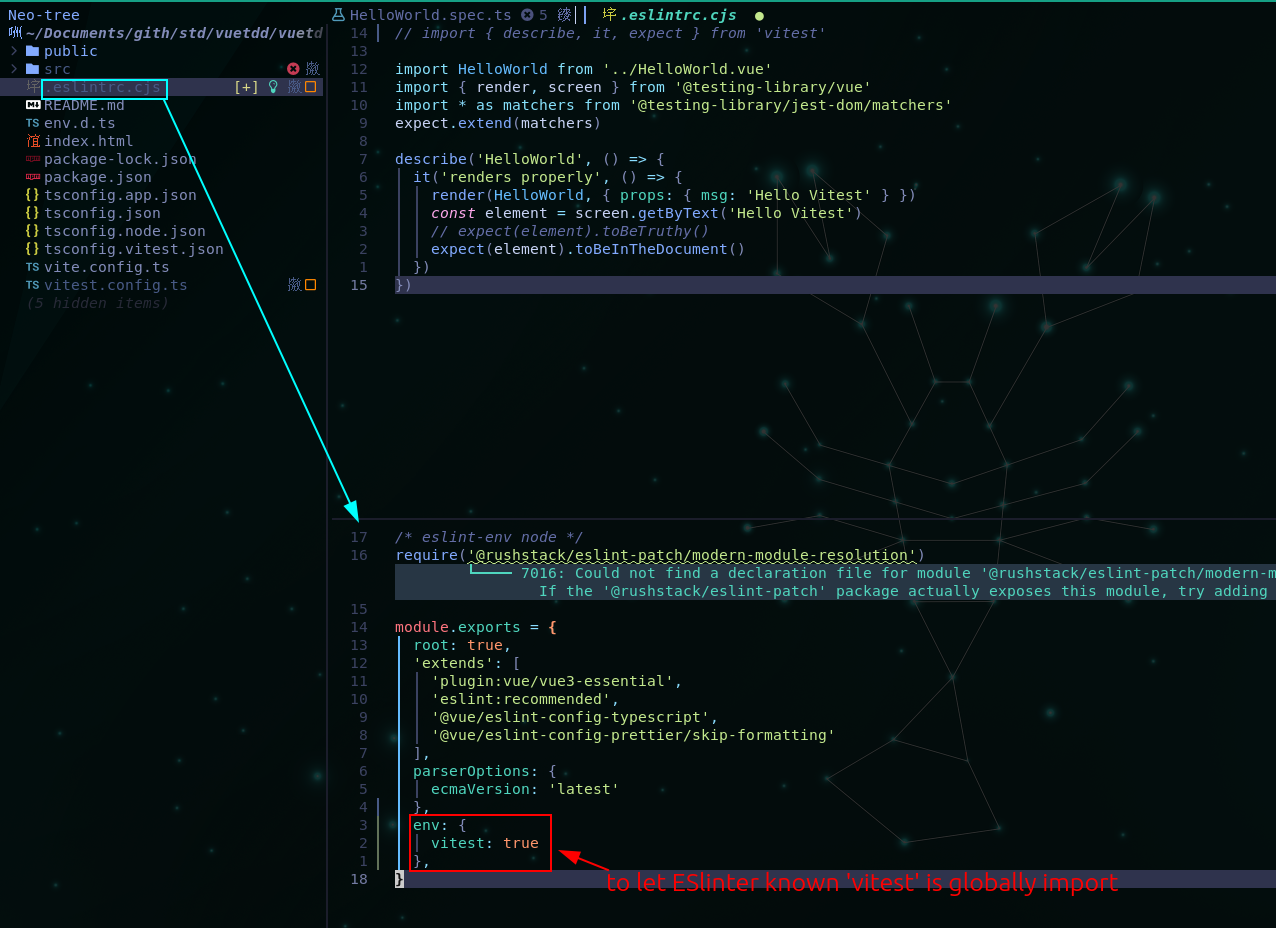 Neo-tree
~/Documents/gith/std/vuetdd/vuetd
public
src
.eslintrc.cjs [+]
README.md
TS env.d.ts
index.html
package-lock.json
package.json
{} tsconfig.app.json
{} tsconfig.json
{} tsconfig.node.json
{} tsconfig.vitest.json
TS vite.config.ts
TS vitest.config.ts
(5 hidden items)
HelloWorld.spec.ts 5 .eslintrc.cjs
14 // import { describe, it, expect } from 'vitest'
13
12 import HelloWorld from '../HelloWorld.vue'
11 import { render, screen } from '@testing-library/vue'
10 import * as matchers from '@testing-library/jest-dom/matchers'
9 expect.extend(matchers)
8
7 describe('HelloWorld', () => {
6 it('renders properly', () => {
5 render(HelloWorld, { props: { msg: 'Hello Vitest' } })
4 const element = screen.getByText('Hello Vitest')
3 // expect(element).toBeTruthy()
2 expect(element).toBeInTheDocument()
1 })
15 })
17 /* eslint-env node */
16 require('@rushstack/eslint-patch/modern-module-resolution')
7016: Could not find a declaration file for module '@rushstack/eslint-patch/modern-m
If the '@rushstack/eslint-patch' package actually exposes this module, try adding
15
14 module.exports = {
13 root: true,
12 'extends': [
11 'plugin:vue/vue3-essential',
10 'eslint:recommended',
9 '@vue/eslint-config-typescript',
8 '@vue/eslint-config-prettier/skip-formatting'
7 ],
6 parserOptions: {
5 ecmaVersion: 'latest'
4 },
3 env: {
2 vitest: true
1 },
18 }
to let ESlinter known 'vitest' is globally import